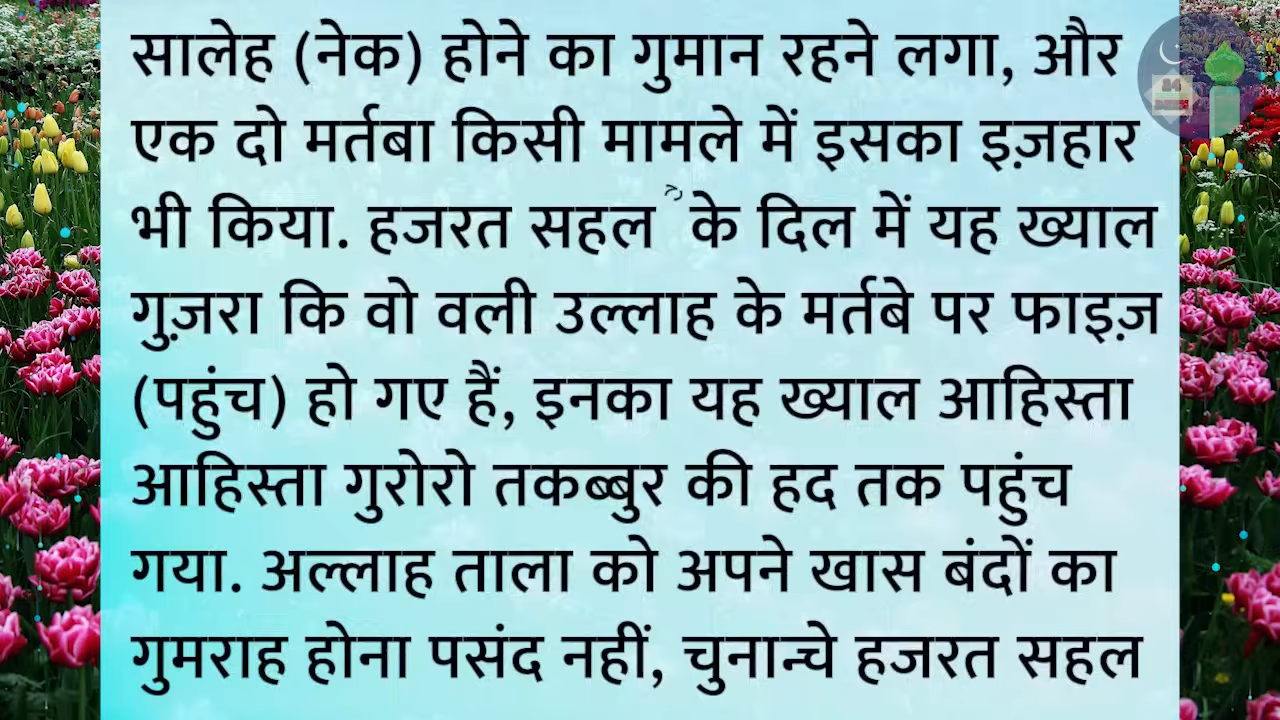 सालेह (नेक) होने का गुमान रहने लगा, और
एक दो मर्तबा किसी मामले में इसका इज़हार
भी किया. हजरत सहल ؒ के दिल में यह ख्याल
गुज़रा कि वो वली उल्लाह के मर्तबे पर फाइज़
(पहुंच) हो गए हैं, इनका यह ख्याल आहिस्ता
आहिस्ता गुरोरो तकब्बुर की हद तक पहुंच
गया. अल्लाह ताला को अपने खास बंदों का
गुमराह होना पसंद नहीं, चुनान्चे हजरत सहल